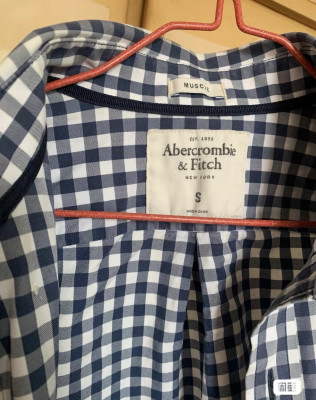 MUSCLE
EST. 1892
Abercrombie
& Fitch
NEW YORK
S